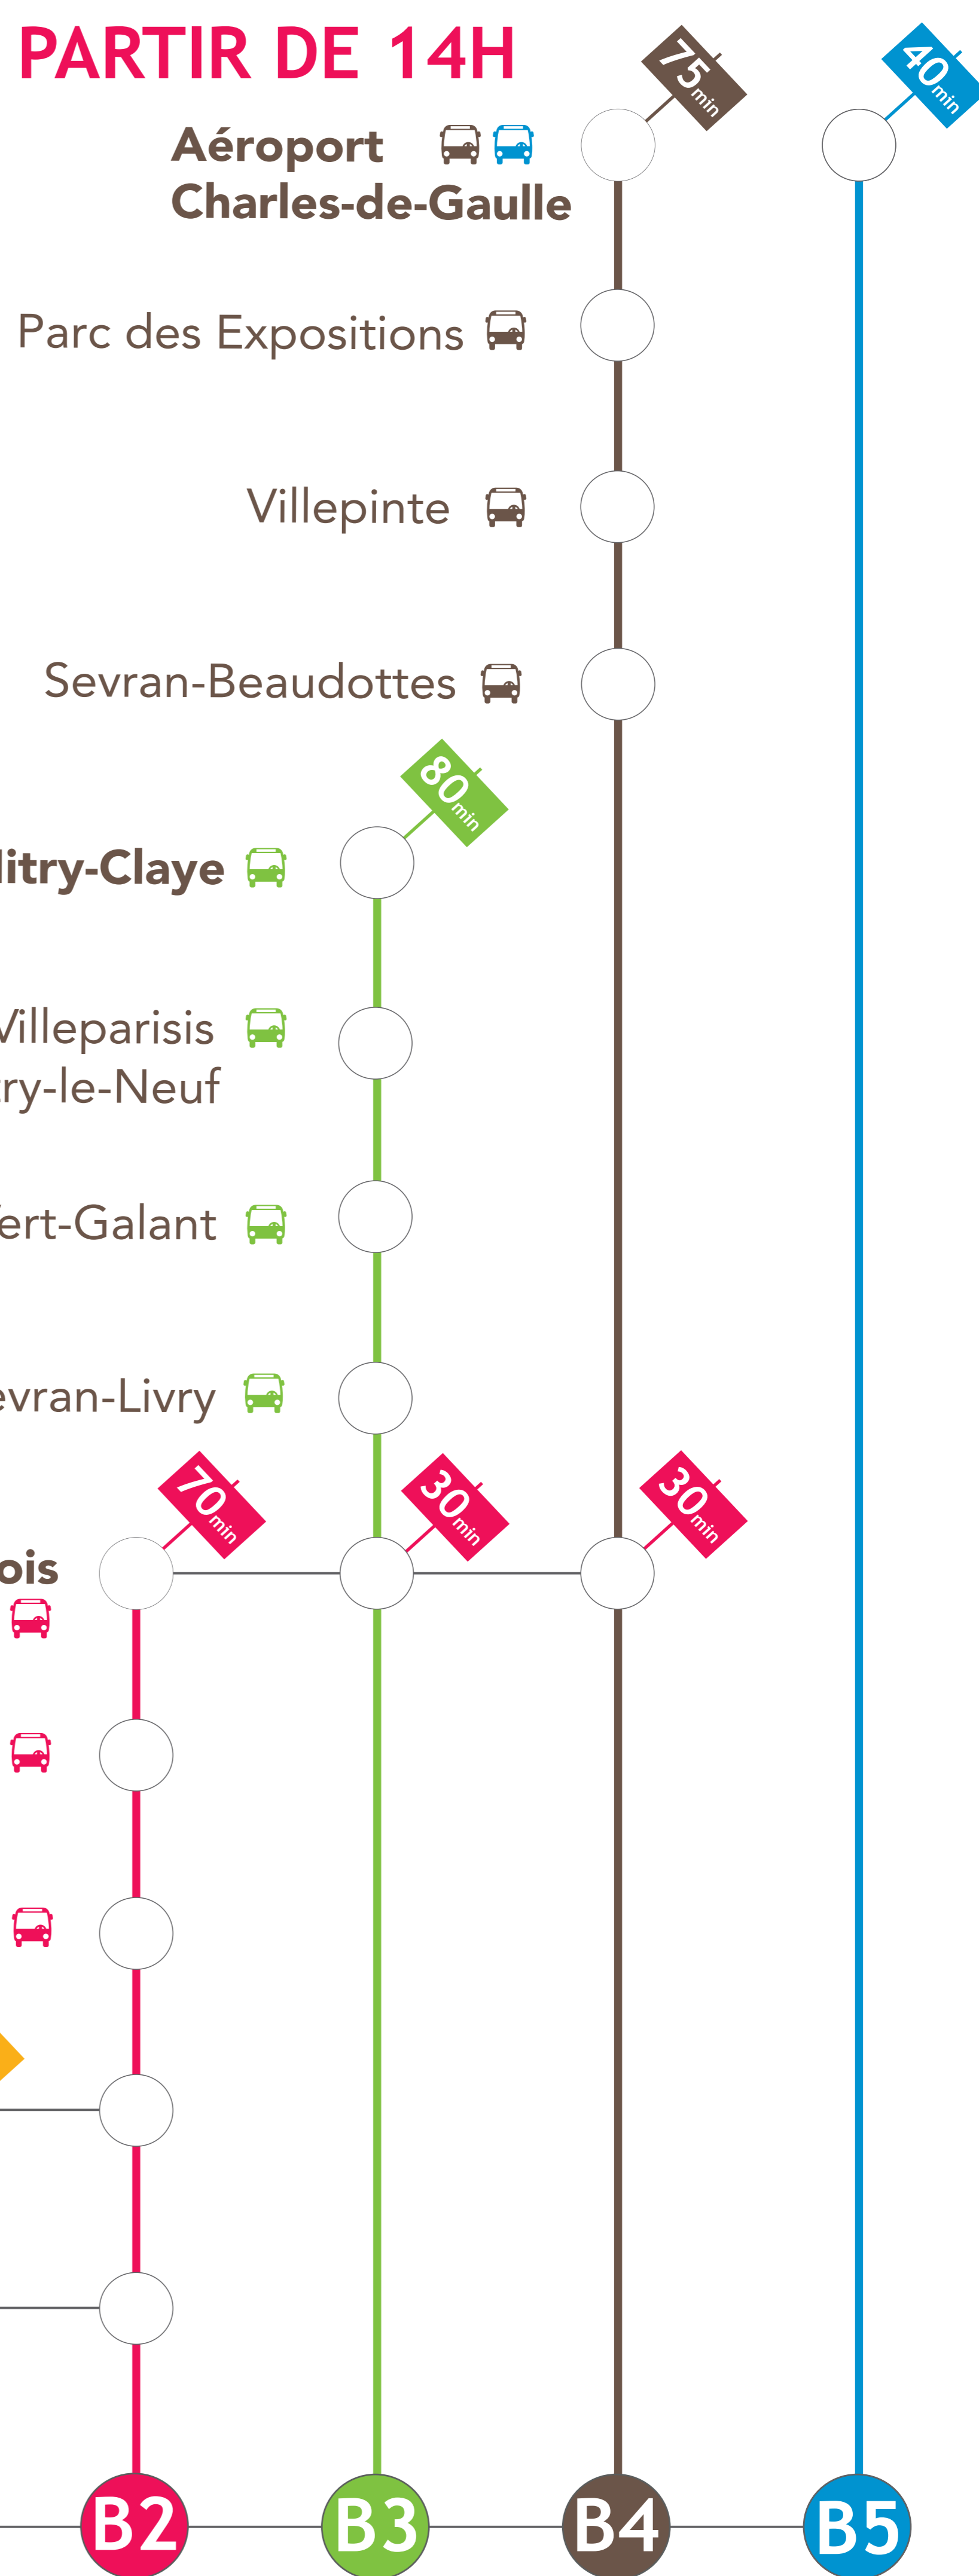 PARTIR DE 14H
75 min
40 min
Aéroport
Charles-de-Gaulle
Parc des Expositions
Villepinte
Sevran-Beaudottes
80 min
itry-Claye
Villeparisis
ry-le-Neuf
ert-Galant
evran-Livry
70 min
30 min
30 min
ois
B2
B3
B4
B5